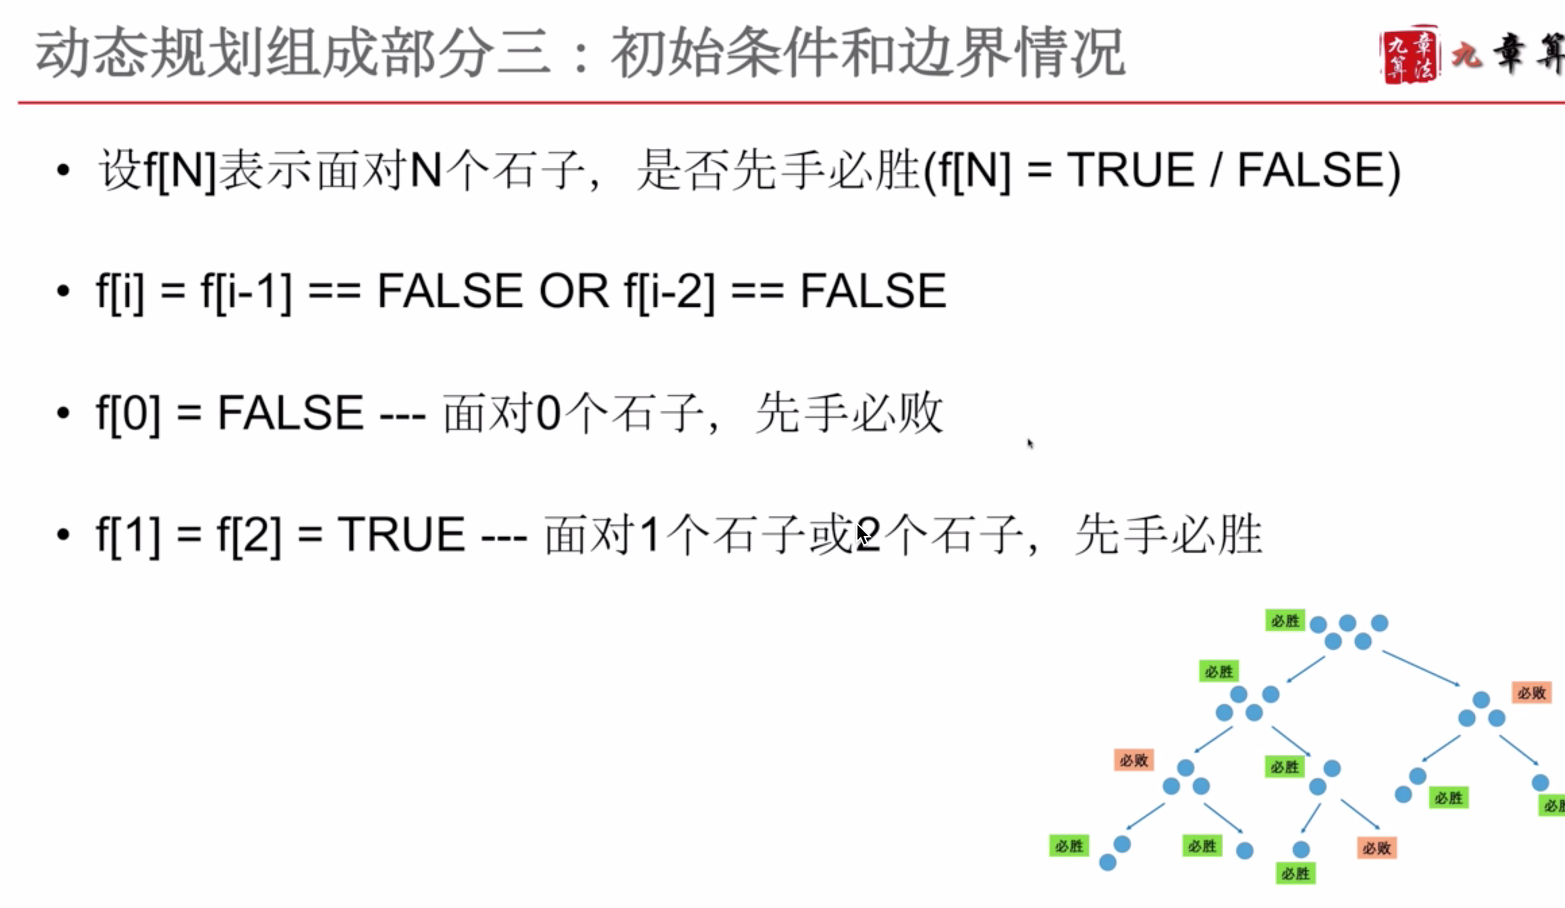 动态规划组成部分三：初始条件和边界情况
九章算法
九章算
• 设f[N]表示面对N个石子，是否先手必胜(f[N] = TRUE / FALSE)
• f[i] = f[i-1] == FALSE OR f[i-2] == FALSE
• f[0] = FALSE --- 面对0个石子，先手必败
• f[1] = f[2] = TRUE --- 面对1个石子或2个石子，先手必胜
必胜
必胜
必败
必败
必胜
必胜
必胜
必胜
必胜
必败
必胜